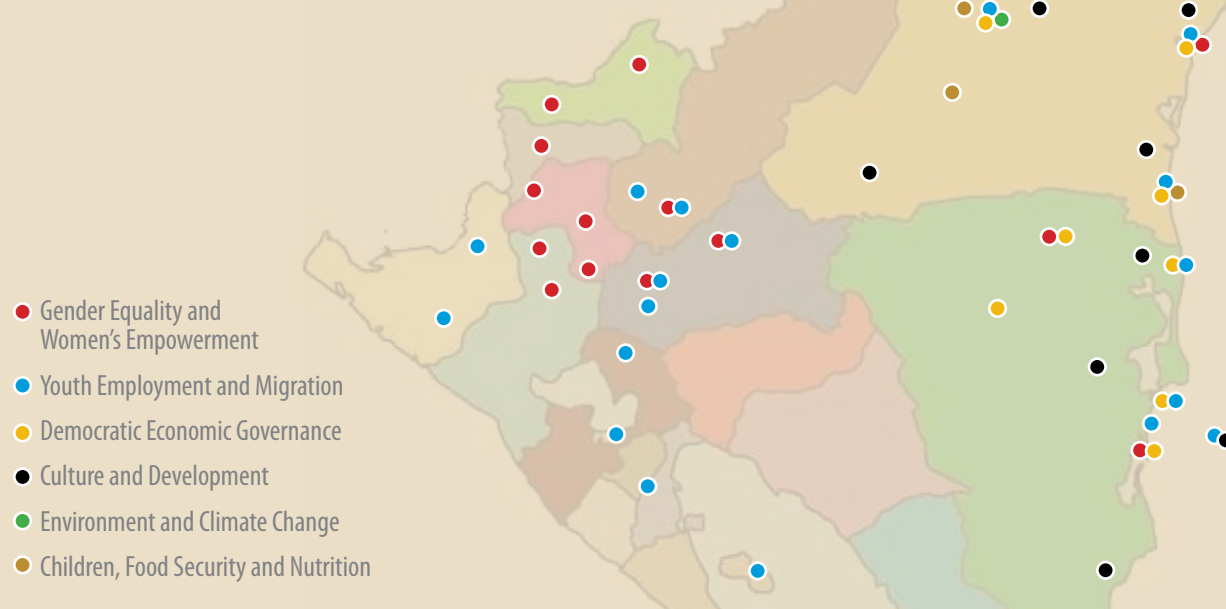 Gender Equality and
Women’s Empowerment
Youth Employment and Migration
Democratic Economic Governance
Culture and Development
Environment and Climate Change
Children, Food Security and Nutrition